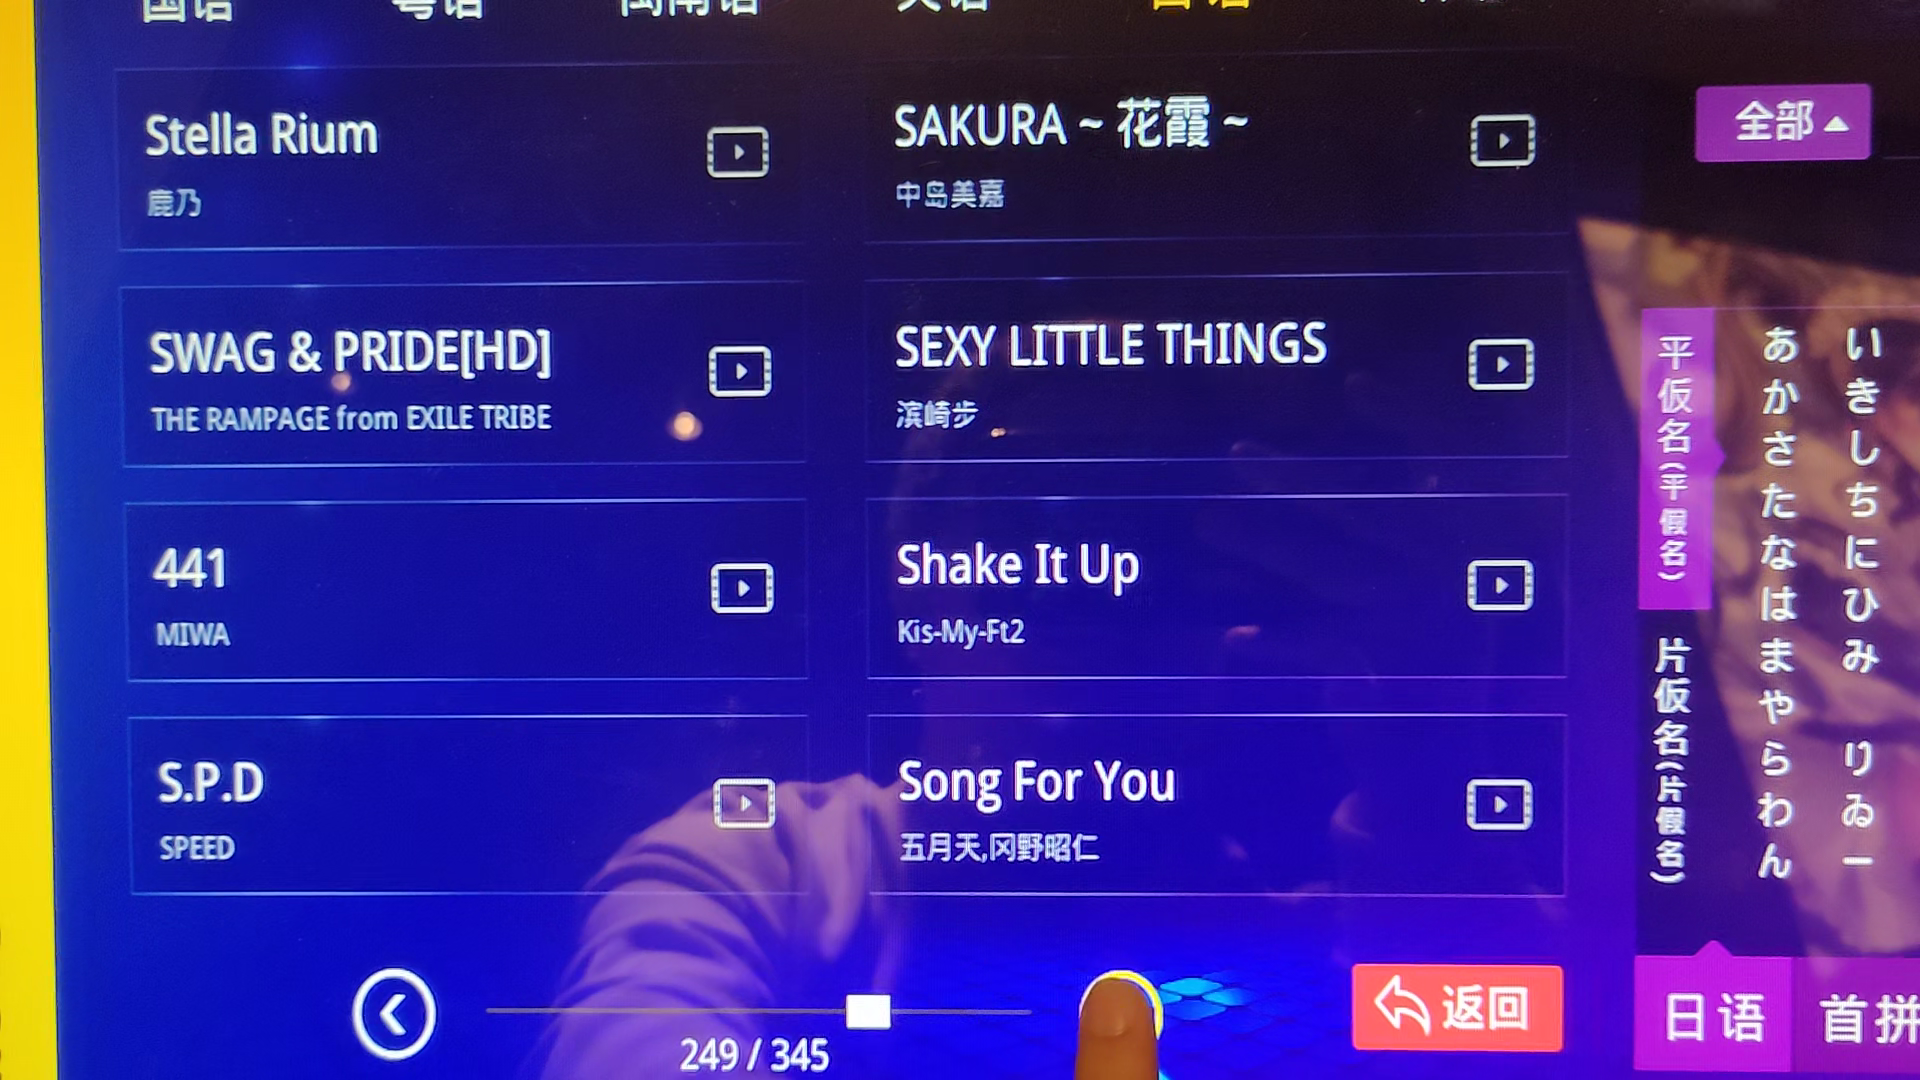 国语 粤语 闽南语 英语 日语
Stella Rium
鹿乃
SAKURA ~ 花霞 ~
中岛美嘉
SWAG & PRIDE[HD]
THE RAMPAGE from EXILE TRIBE
SEXY LITTLE THINGS
滨崎步
441
MIWA
Shake It Up
Kis-My-Ft2
S.P.D
SPEED
Song For You
五月天,冈野昭仁
249 / 345
返回
全部
平仮名(平假名)
片仮名(片假名)
あかさたなはまやらわん
いきしちにひみ りゐー
日语
首拼